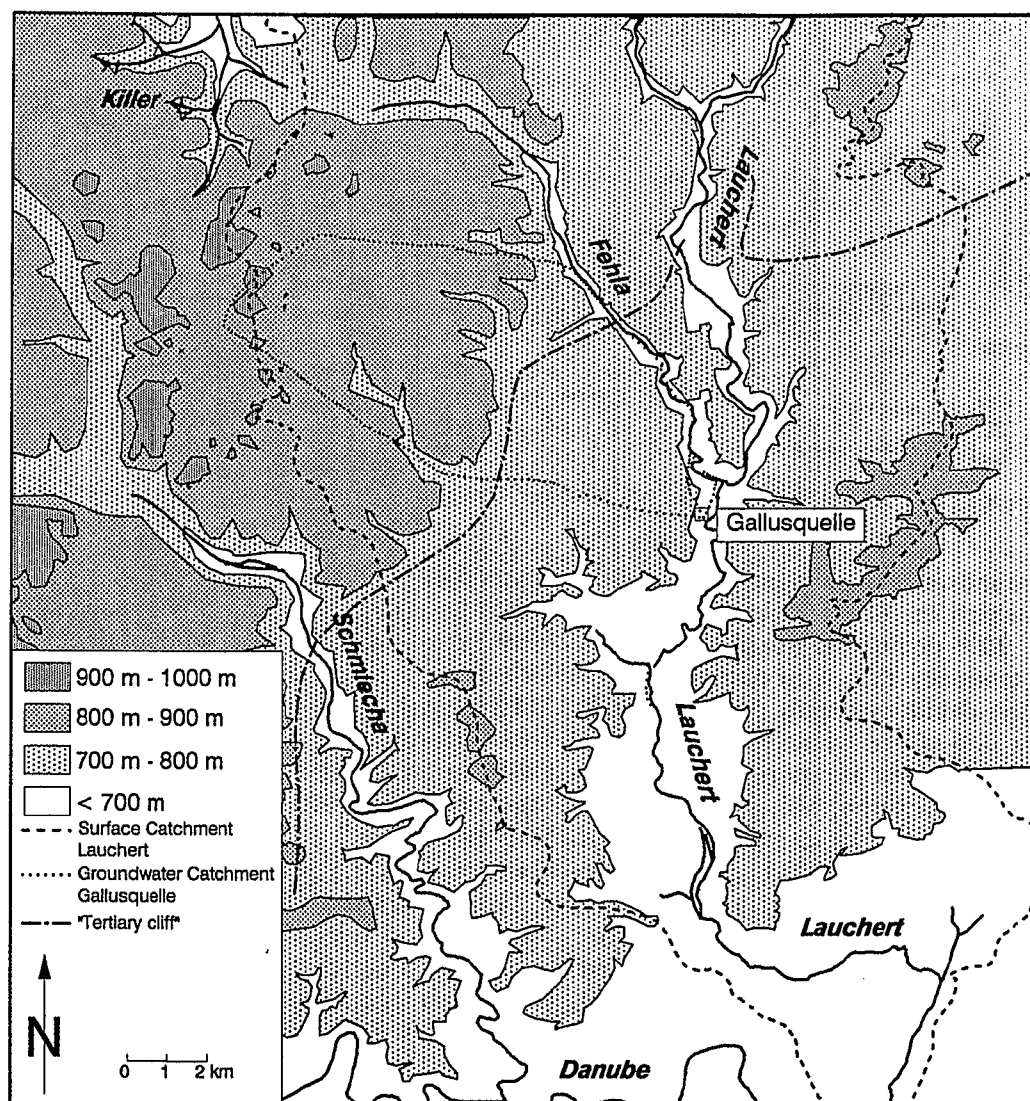 Killer
Lauchert
Fehla
Gallusquelle
Schmiecha
Lauchert
900 m - 1000 m
800 m - 900 m
700 m - 800 m
< 700 m
Surface Catchment
Lauchert
Groundwater Catchment
Gallusquelle
"Tertiary cliff"
Lauchert
N
0 1 2 km
Danube